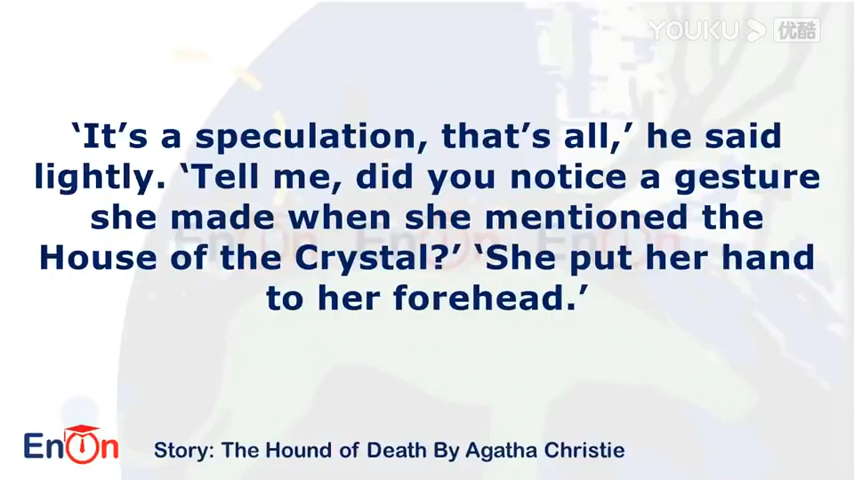 YOUKU 优酷
‘It’s a speculation, that’s all,’ he said
lightly. ‘Tell me, did you notice a gesture
she made when she mentioned the
House of the Crystal?’ ‘She put her hand
to her forehead.’
EnOn
Story: The Hound of Death By Agatha Christie